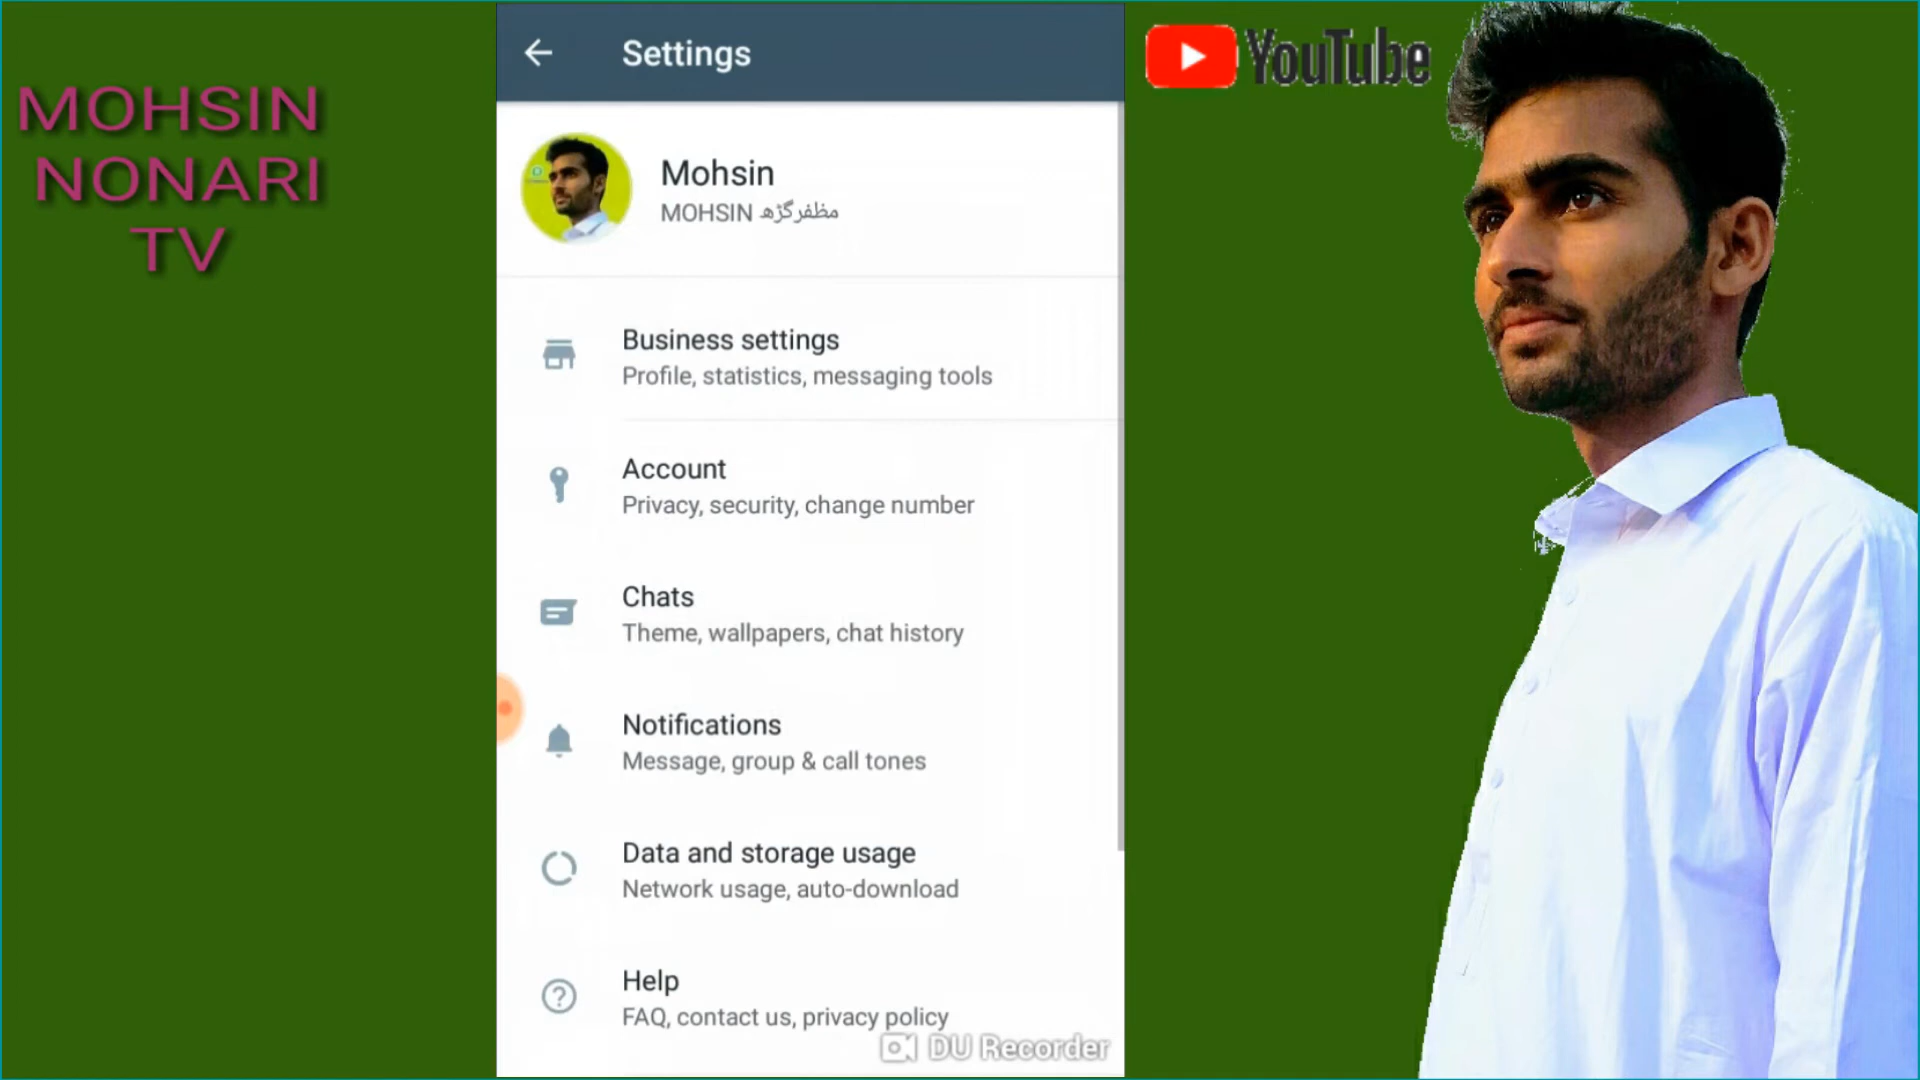 MOHSIN
NONARI
TV
Settings
YouTube
Mohsin
MOHSIN مظفرگڑھ
Business settings
Profile, statistics, messaging tools
Account
Privacy, security, change number
Chats
Theme, wallpapers, chat history
Notifications
Message, group & call tones
Data and storage usage
Network usage, auto-download
Help
FAQ, contact us, privacy policy
DU Recorder